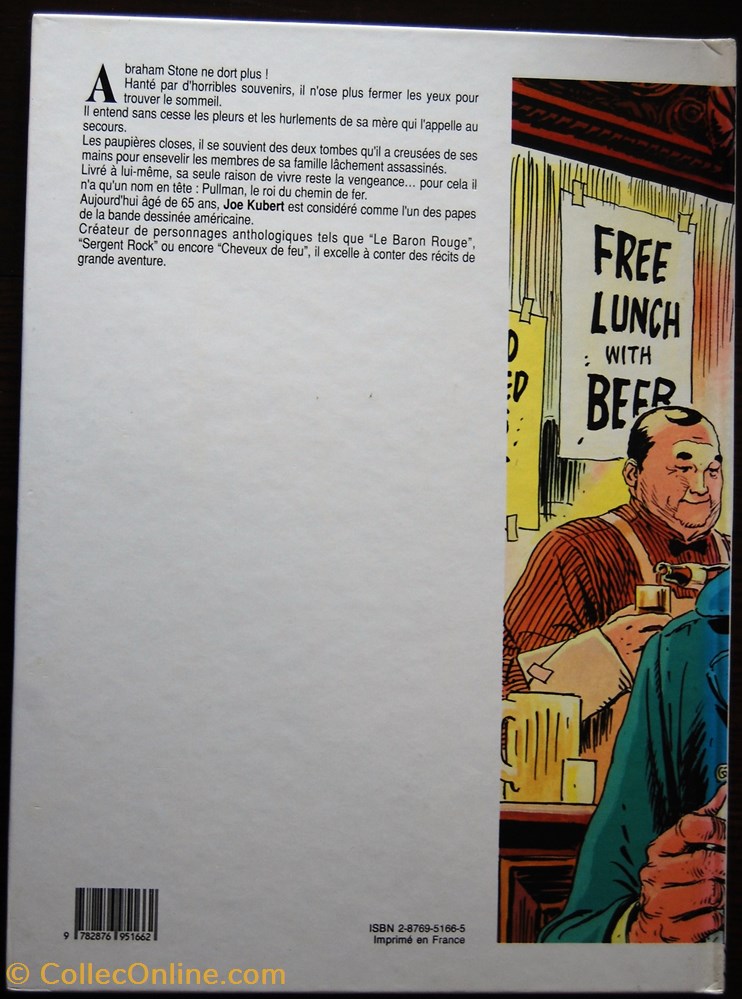 Abraham Stone ne dort plus !
Hanté par d'horribles souvenirs, il n'ose plus fermer les yeux pour
trouver le sommeil.
Il entend sans cesse les pleurs et les hurlements de sa mère qui l'appelle au
secours.
Les paupières closes, il se souvient des deux tombes qu'il a creusées de ses
mains pour ensevelir les membres de sa famille lâchement assassinés.
Livré à lui-même, sa seule raison de vivre reste la vengeance... pour cela il
n'a qu'un nom en tête : Pullman, le roi du chemin de fer.
Aujourd'hui âgé de 65 ans, Joe Kubert est considéré comme l'un des papes
de la bande dessinée américaine.
Créateur de personnages anthologiques tels que "Le Baron Rouge",
"Sergent Rock" ou encore "Cheveux de feu", il excelle à conter des récits de
grande aventure.
FREE
LUNCH
WITH
BEER
ED
9 782876 951662
ISBN 2-8769-5166-5
Imprimé en France
© CollecOnline.com